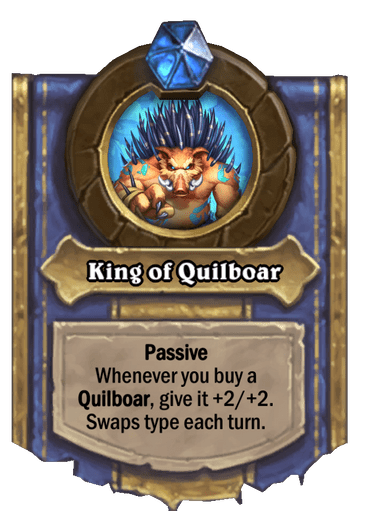 King of Quilboar
Passive
Whenever you buy a
Quilboar, give it +2/+2.
Swaps type each turn.